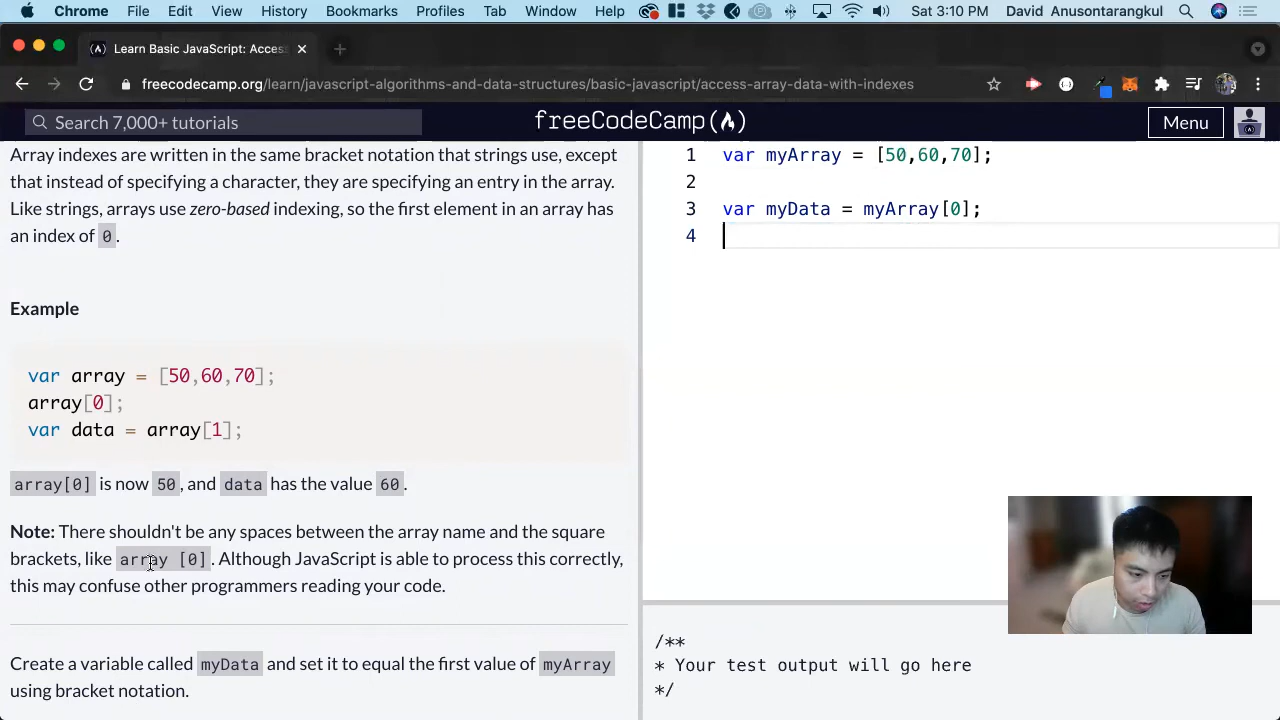 Chrome File Edit View History Bookmarks Profiles Tab Window Help Sat 3:10 PM David Anusontarangkul
Learn Basic JavaScript: Acces
freecodecamp.org/learn/javascript-algorithms-and-data-structures/basic-javascript/access-array-data-with-indexes
Search 7,000+ tutorials
freeCodeCamp
Menu
Array indexes are written in the same bracket notation that strings use, except
that instead of specifying a character, they are specifying an entry in the array.
Like strings, arrays use zero-based indexing, so the first element in an array has
an index of 0.
Example
var array = [50,60,70];
array[0];
var data = array[1];
array[0] is now 50, and data has the value 60.
Note: There shouldn't be any spaces between the array name and the square
brackets, like array [0]. Although JavaScript is able to process this correctly,
this may confuse other programmers reading your code.
Create a variable called myData and set it to equal the first value of myArray
using bracket notation.
1 var myArray = [50,60,70];
2
3 var myData = myArray[0];
4
/**
* Your test output will go here
*/